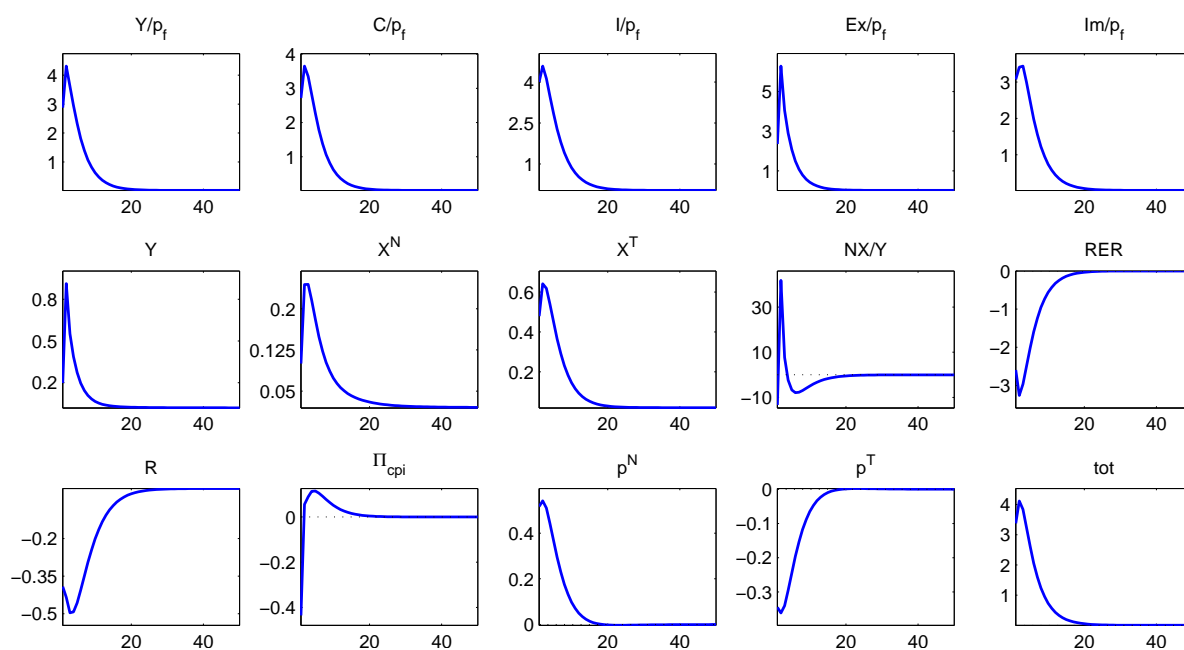 Y/p_f C/p_f I/p_f Ex/p_f Im/p_f
4 3 2 1 20 40
4 3 2 1 20 40
4 2.5 1 20 40
5 3 1 20 40
3 2 1 20 40
Y X^N X^T NX/Y RER
0.8 0.5 0.2 20 40
0.2 0.125 0.05 20 40
0.6 0.4 0.2 20 40
30 10 −10 20 40
0 −1 −2 −3 20 40
R Π_cpi p^N p^T tot
−0.2 −0.35 −0.5 20 40
0 −0.2 −0.4 20 40
0.4 0.2 0 20 40
0 −0.1 −0.2 −0.3 20 40
4 3 2 1 20 40